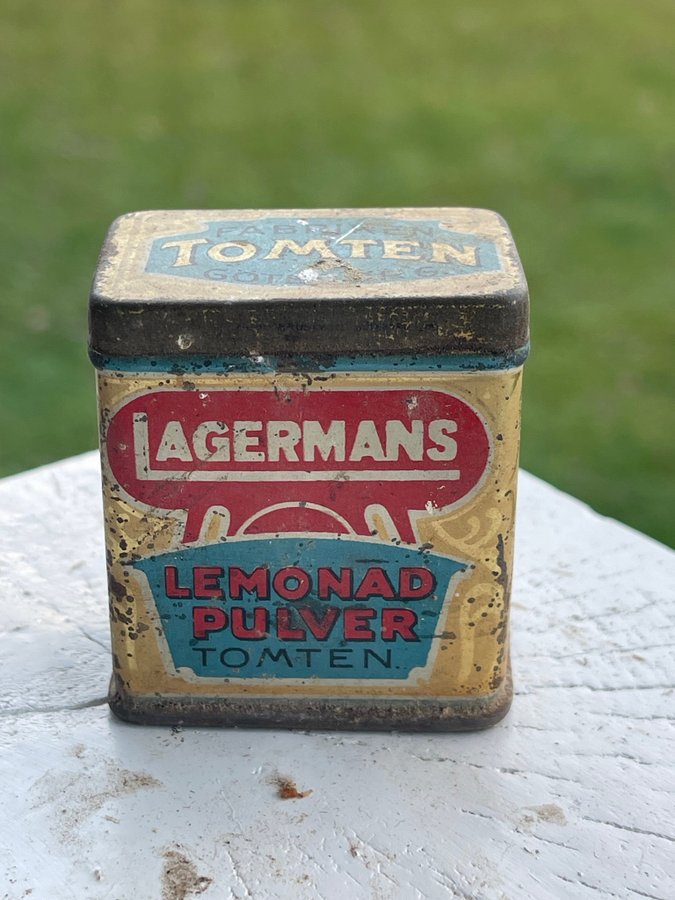 FABRIKEN
TOMTEN
GÖTEBORG
LAGERMANS
LEMONAD
PULVER
TOMTEN.